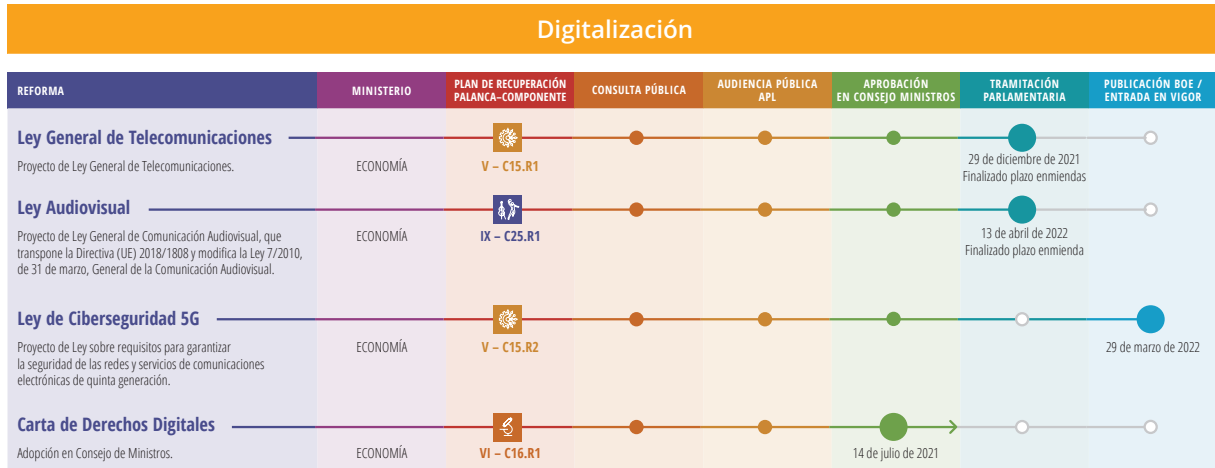 Digitalización
REFORMA
MINISTERIO
PLAN DE RECUPERACIÓN
PALANCA–COMPONENTE
CONSULTA PÚBLICA
AUDIENCIA PÚBLICA
APL
APROBACIÓN
EN CONSEJO MINISTROS
TRAMITACIÓN
PARLAMENTARIA
PUBLICACIÓN BOE /
ENTRADA EN VIGOR
Ley General de Telecomunicaciones
Proyecto de Ley General de Telecomunicaciones.
ECONOMÍA
V – C15.R1
29 de diciembre de 2021
Finalizado plazo enmiendas
Ley Audiovisual
Proyecto de Ley General de Comunicación Audiovisual, que
transpone la Directiva (UE) 2018/1808 y modifica la Ley 7/2010,
de 31 de marzo, General de la Comunicación Audiovisual.
ECONOMÍA
IX – C25.R1
13 de abril de 2022
Finalizado plazo enmienda
Ley de Ciberseguridad 5G
Proyecto de Ley sobre requisitos para garantizar
la seguridad de las redes y servicios de comunicaciones
electrónicas de quinta generación.
ECONOMÍA
V – C15.R2
29 de marzo de 2022
Carta de Derechos Digitales
Adopción en Consejo de Ministros.
ECONOMÍA
VI – C16.R1
14 de julio de 2021